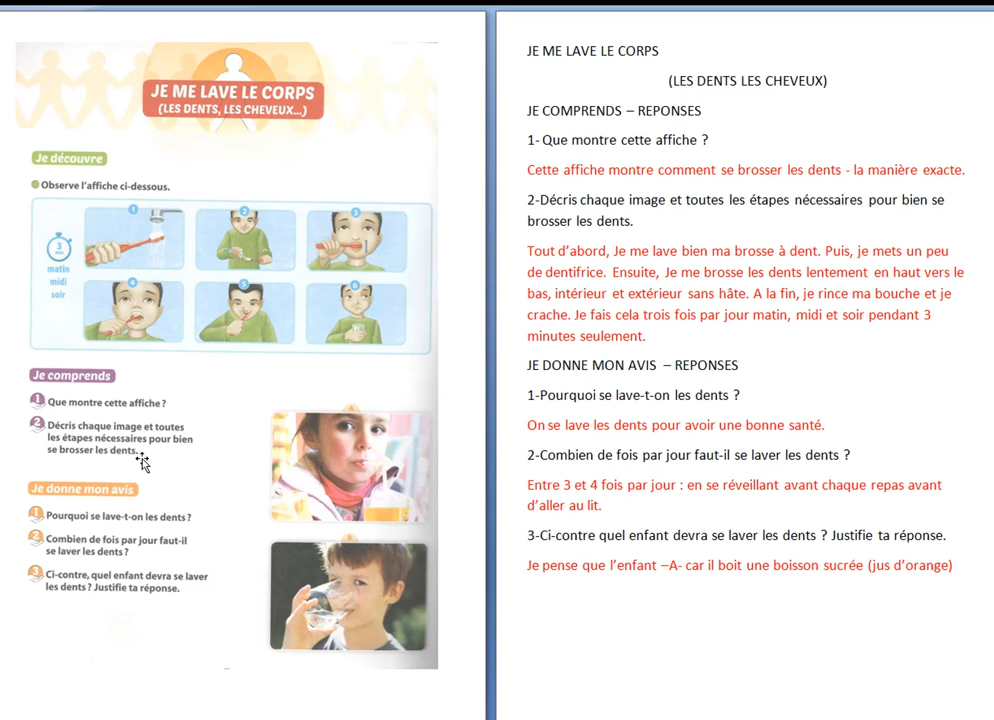 JE ME LAVE LE CORPS
(LES DENTS, LES CHEVEUX...)
Je découvre
Observe l'affiche ci-dessous.
1
2
3
3
min
matin
midi
soir
4
5
6
Je comprends
1 Que montre cette affiche ?
2 Décris chaque image et toutes
les étapes nécessaires pour bien
se brosser les dents.
A
Je donne mon avis
1 Pourquoi se lave-t-on les dents ?
2 Combien de fois par jour faut-il
se laver les dents ?
3 Ci-contre, quel enfant devra se laver
les dents ? Justifie ta réponse.
JE ME LAVE LE CORPS
(LES DENTS LES CHEVEUX)
JE COMPRENDS – REPONSES
1- Que montre cette affiche ?
Cette affiche montre comment se brosser les dents - la manière exacte.
2-Décris chaque image et toutes les étapes nécessaires pour bien se
brosser les dents.
Tout d'abord, Je me lave bien ma brosse à dent. Puis, je mets un peu
de dentifrice. Ensuite, Je me brosse les dents lentement en haut vers le
bas, intérieur et extérieur sans hâte. A la fin, je rince ma bouche et je
crache. Je fais cela trois fois par jour matin, midi et soir pendant 3
minutes seulement.
JE DONNE MON AVIS – REPONSES
1-Pourquoi se lave-t-on les dents ?
On se lave les dents pour avoir une bonne santé.
2-Combien de fois par jour faut-il se laver les dents ?
Entre 3 et 4 fois par jour : en se réveillant avant chaque repas avant
d'aller au lit.
3-Ci-contre quel enfant devra se laver les dents ? Justifie ta réponse.
Je pense que l'enfant –A- car il boit une boisson sucrée (jus d'orange)